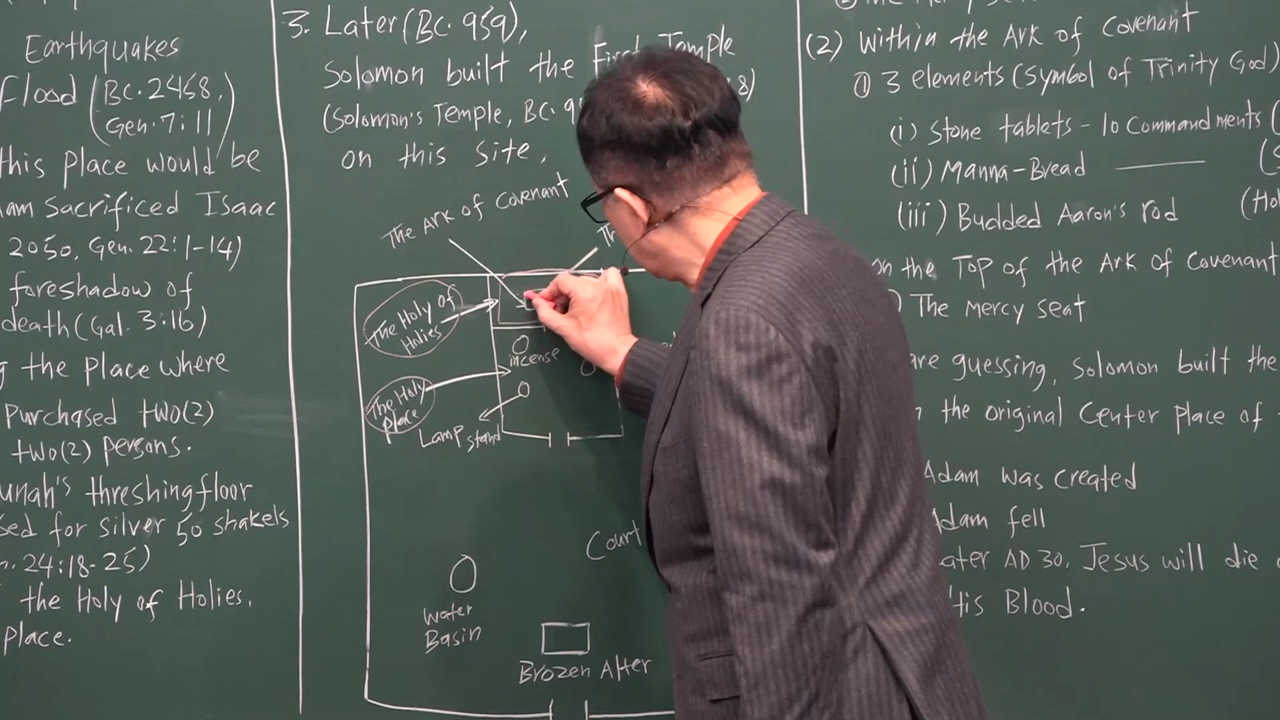 Earthquakes
Flood (BC. 2468,
Gen. 7:11)
this place would be
am sacrificed Isaac
2050, Gen. 22:1-14)
foreshadow of
death (Gal. 3:16)
the place where
purchased two(2)
two(2) persons.
unah's threshingfloor
sed for silver 50 shakels
24:18-25)
the Holy of Holies.
place.
3. Later (BC. 959),
Solomon built the First Temple
(Solomon's Temple, BC. 9
on this site.
The Ark of Covenant
The Holy of
Holies
incense
The Holy
place
Lamp stand
Court
Water
Basin
Brozen Alter
(2) Within the Ark of Covenant
① 3 elements (Symbol of Trinity God)
(i) Stone tablets - 10 Commandments (
(ii) Manna-Bread ——— (S
(iii) Budded Aaron's rod (Ho
on the Top of the Ark of Covenant
The Mercy seat
are guessing, Solomon built the
the original Center place of
Adam was created
Adam fell
ater AD 30, Jesus will die
His Blood.